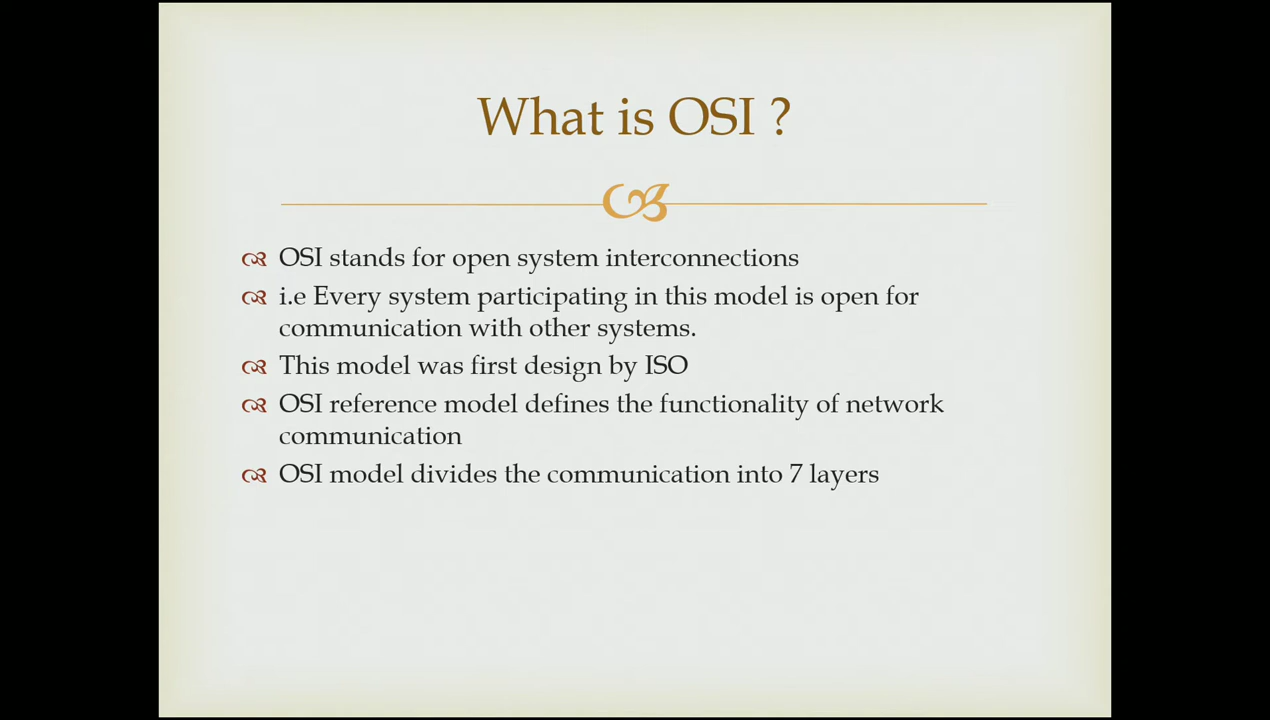 What is OSI ?
OSI stands for open system interconnections
i.e Every system participating in this model is open for
communication with other systems.
This model was first design by ISO
OSI reference model defines the functionality of network
communication
OSI model divides the communication into 7 layers